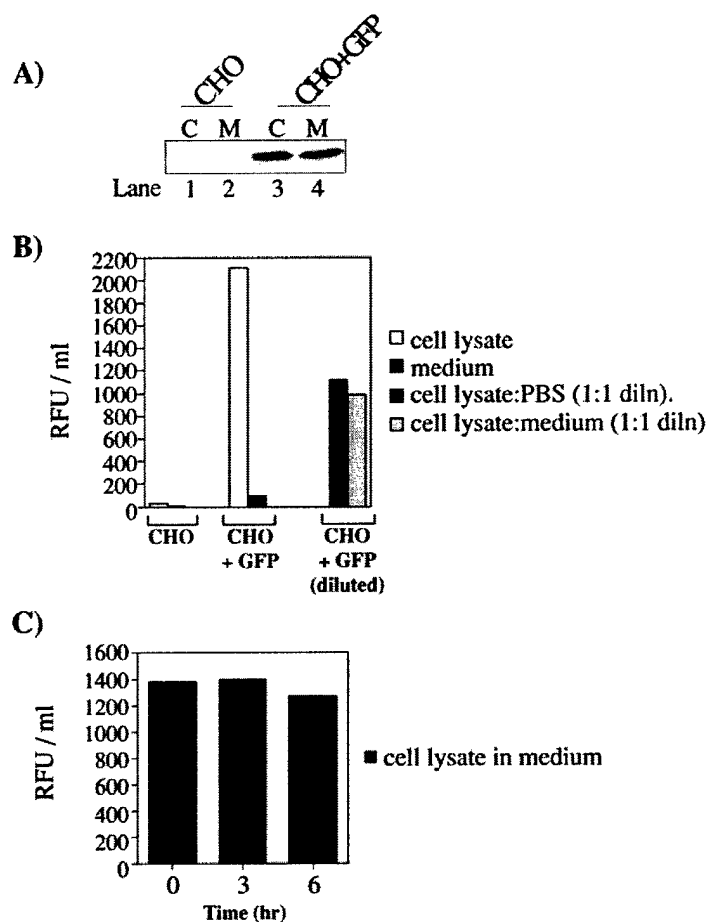 A)
CHO CHO+GFP
C M C M
Lane 1 2 3 4
B)
2200
2000
1800
1600
1400
1200
1000
800
600
400
200
0
RFU / ml
cell lysate
medium
cell lysate:PBS (1:1 diln).
cell lysate:medium (1:1 diln)
CHO CHO CHO
+ GFP + GFP
(diluted)
C)
1600
1400
1200
1000
800
600
400
200
0
RFU / ml
cell lysate in medium
0 3 6
Time (hr)